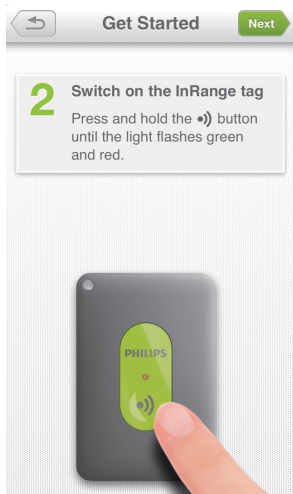 Get Started
Next
2
Switch on the InRange tag
Press and hold the •)) button
until the light flashes green
and red.
PHILIPS